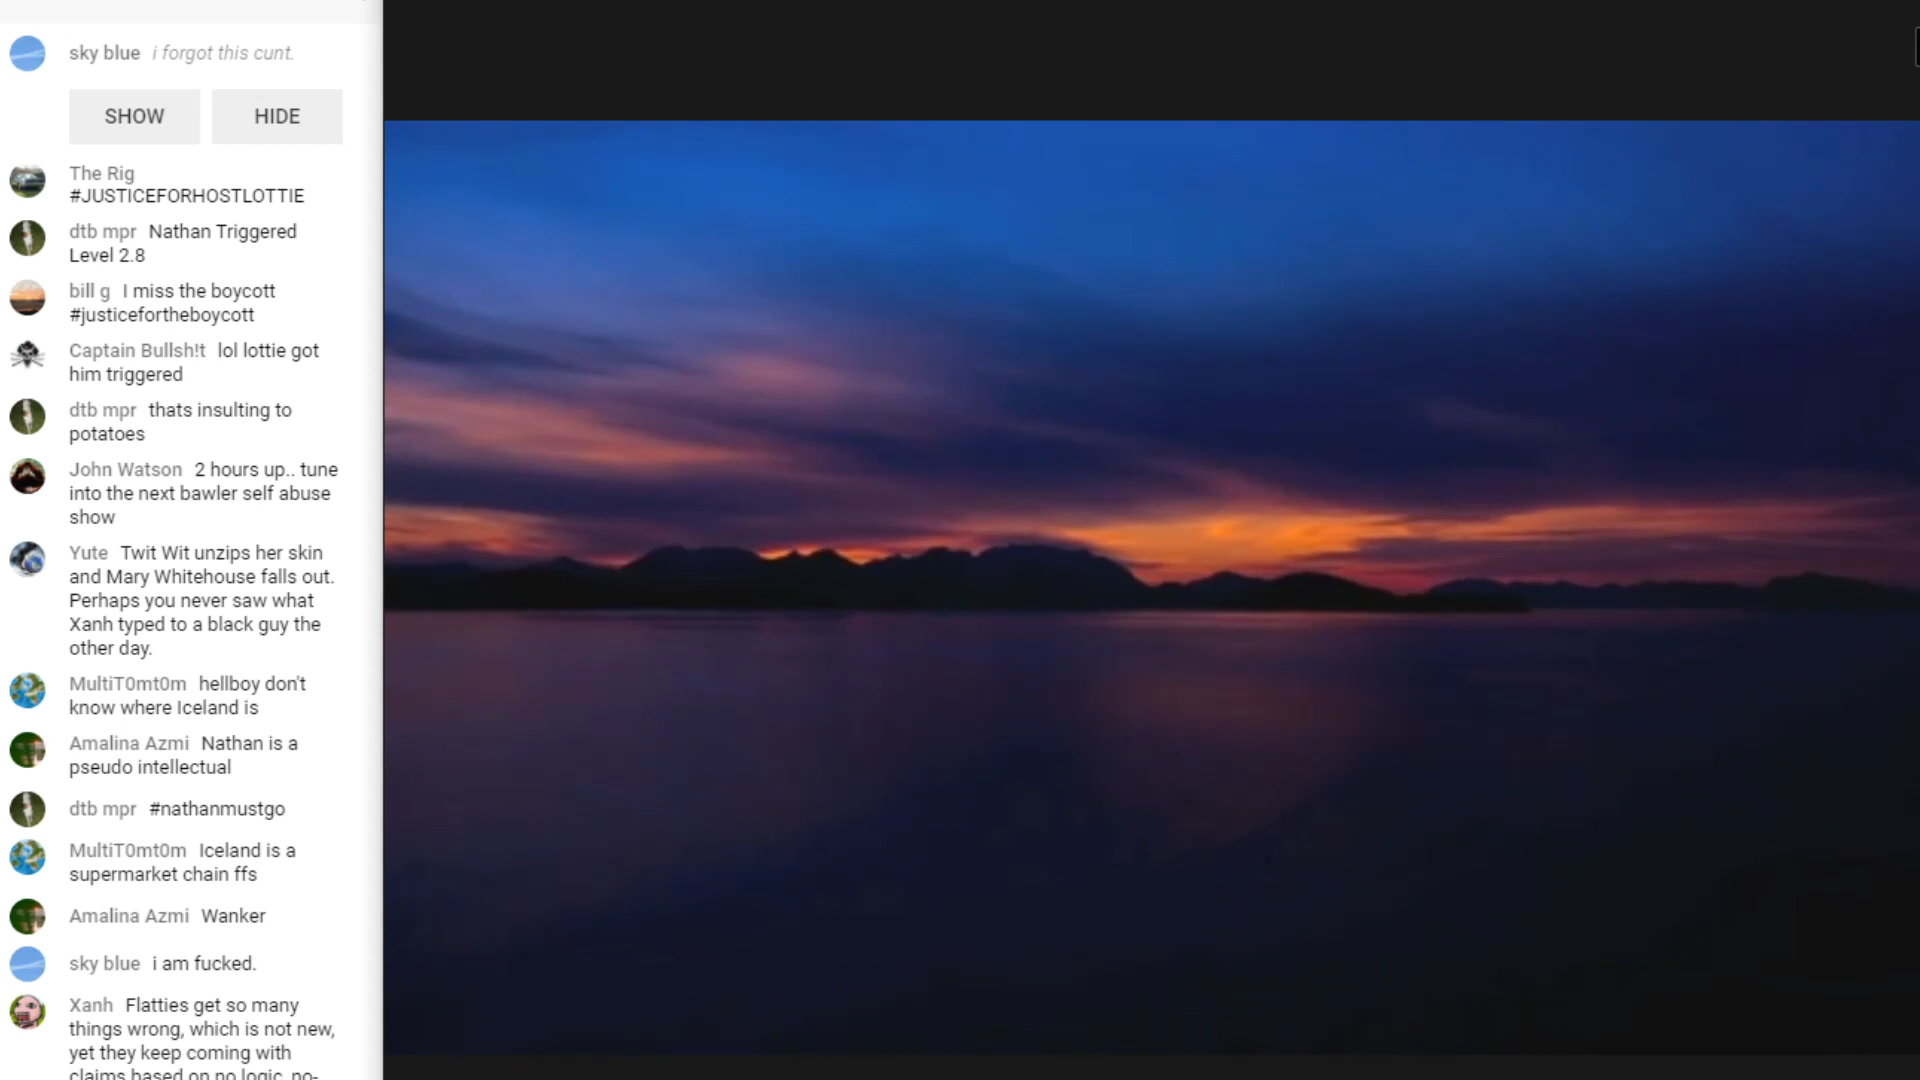 sky blue i forgot this cunt.
SHOW HIDE
The Rig
#JUSTICEFORHOSTLOTTIE
dtb mpr Nathan Triggered
Level 2.8
bill g I miss the boycott
#justicefortheboycott
Captain Bullsh!t lol lottie got
him triggered
dtb mpr thats insulting to
potatoes
John Watson 2 hours up.. tune
into the next bawler self abuse
show
Yute Twit Wit unzips her skin
and Mary Whitehouse falls out.
Perhaps you never saw what
Xanh typed to a black guy the
other day.
MultiT0mt0m hellboy don't
know where Iceland is
Amalina Azmi Nathan is a
pseudo intellectual
dtb mpr #nathanmustgo
MultiT0mt0m Iceland is a
supermarket chain ffs
Amalina Azmi Wanker
sky blue i am fucked.
Xanh Flatties get so many
things wrong, which is not new,
yet they keep coming with
claims based on no logic, no-